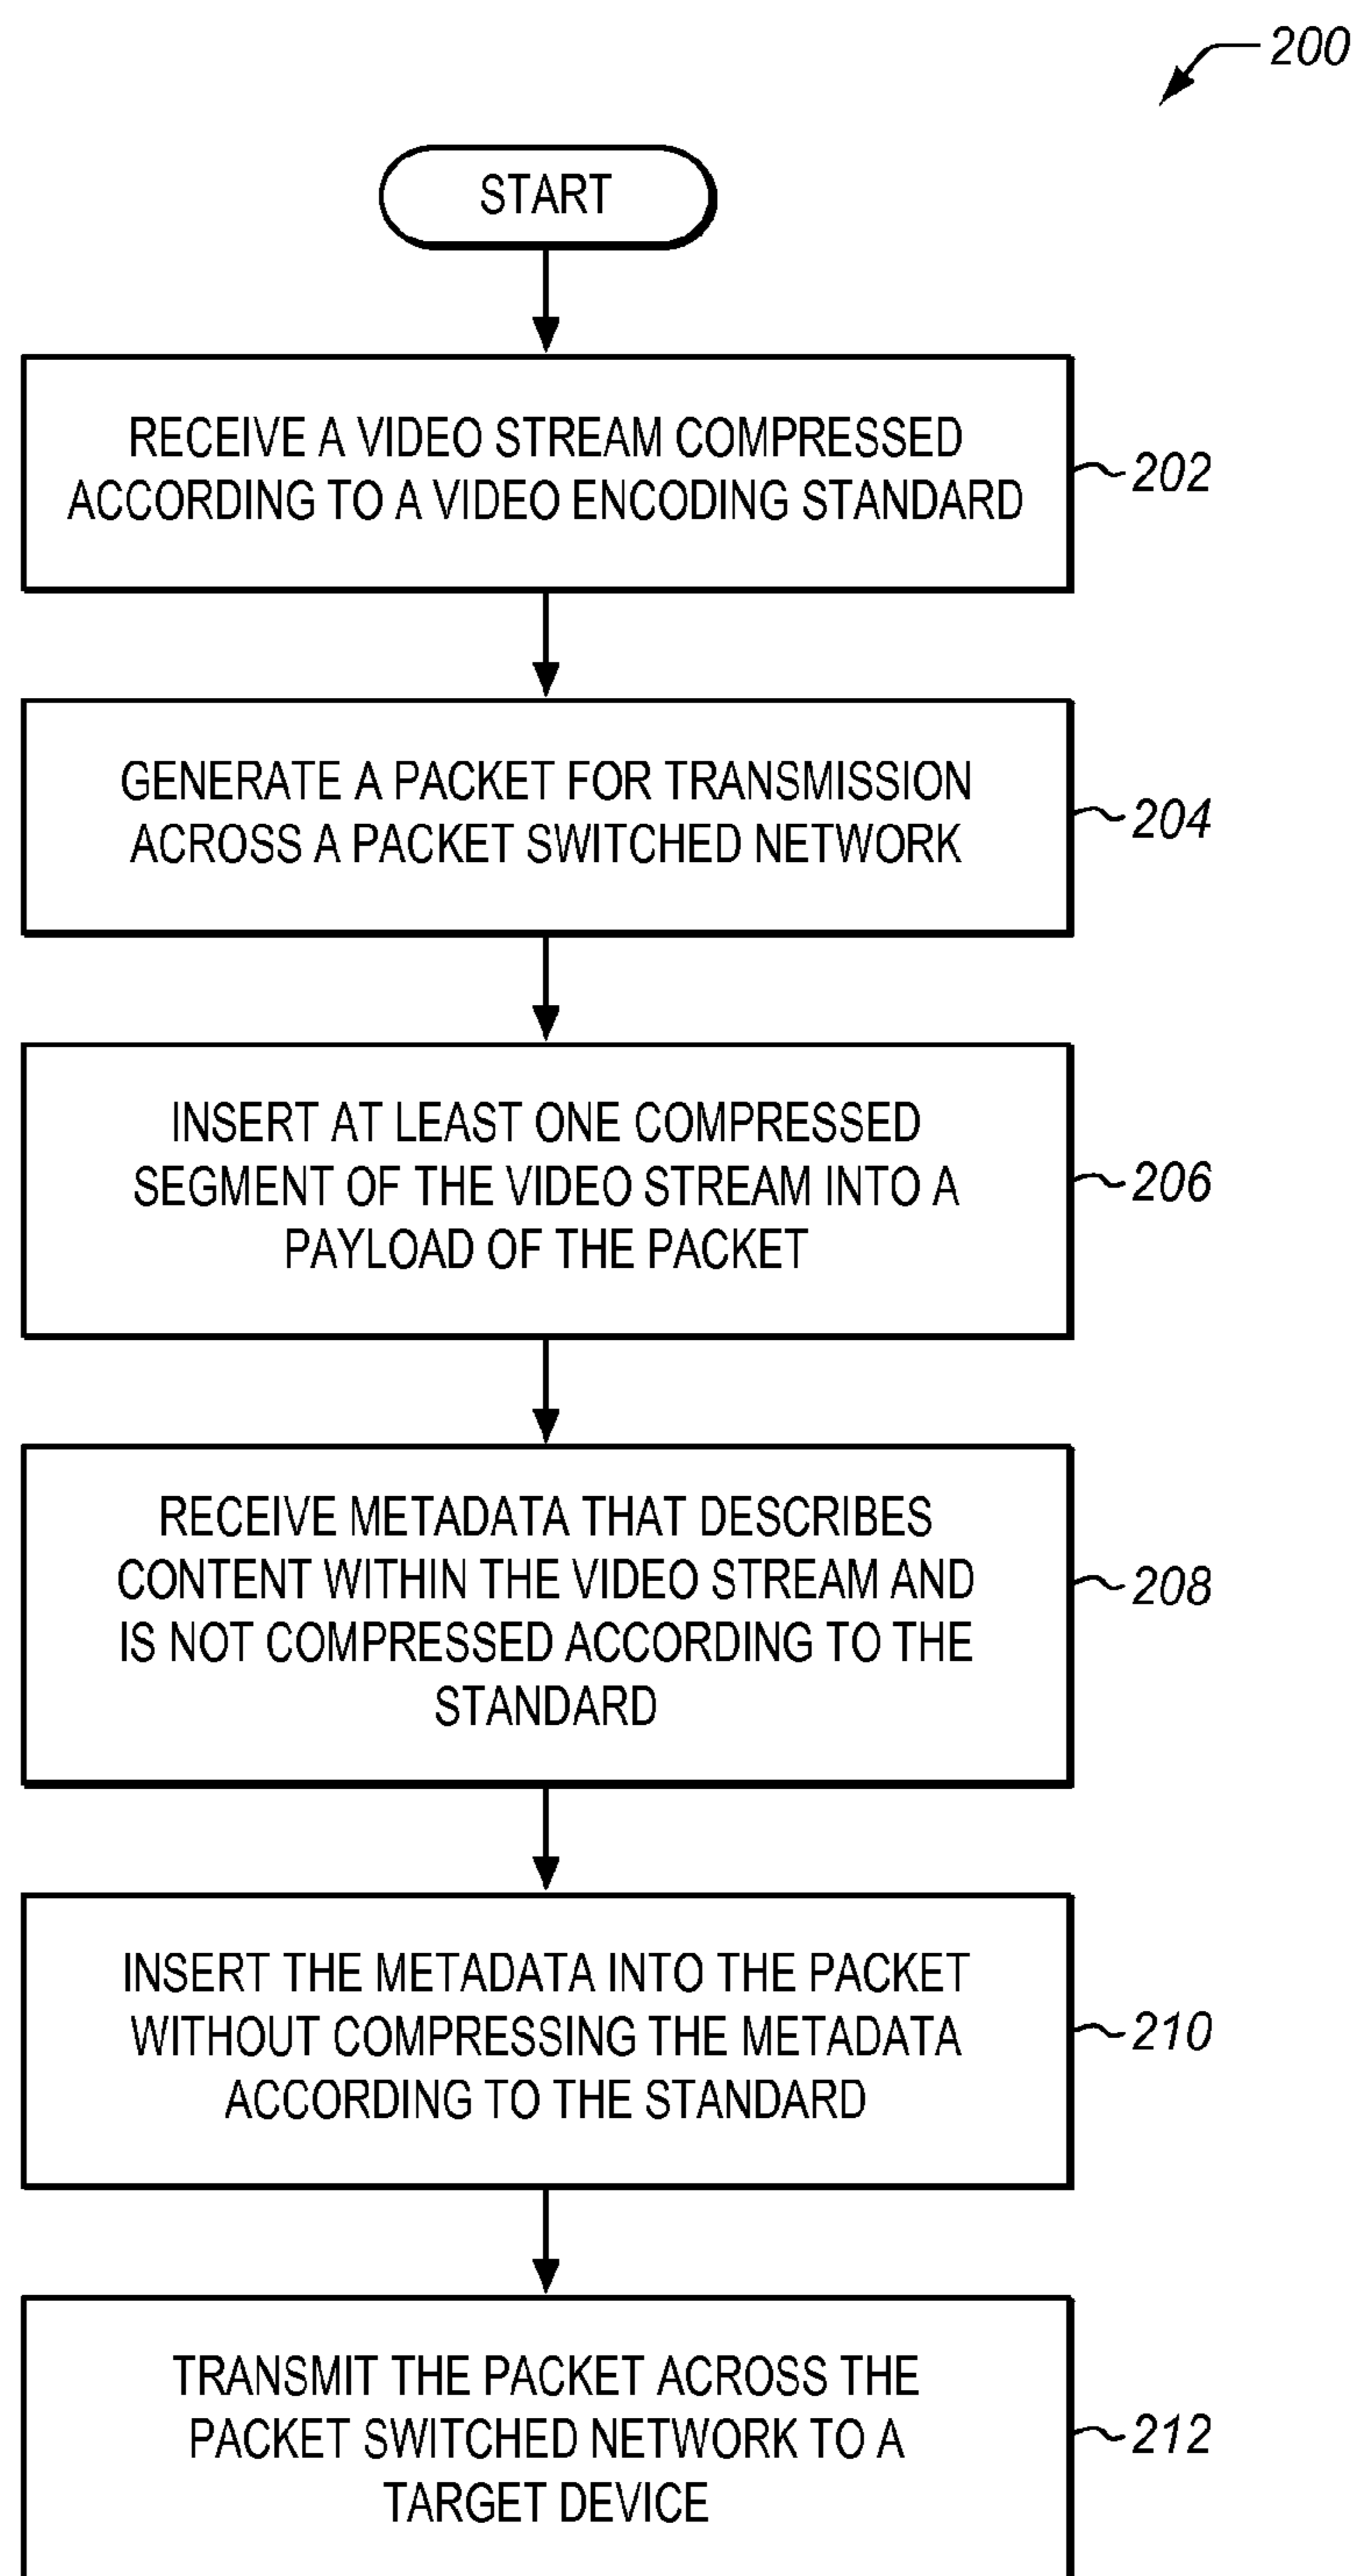 200
START
RECEIVE A VIDEO STREAM COMPRESSED
ACCORDING TO A VIDEO ENCODING STANDARD
202
GENERATE A PACKET FOR TRANSMISSION
ACROSS A PACKET SWITCHED NETWORK
204
INSERT AT LEAST ONE COMPRESSED
SEGMENT OF THE VIDEO STREAM INTO A
PAYLOAD OF THE PACKET
206
RECEIVE METADATA THAT DESCRIBES
CONTENT WITHIN THE VIDEO STREAM AND
IS NOT COMPRESSED ACCORDING TO THE
STANDARD
208
INSERT THE METADATA INTO THE PACKET
WITHOUT COMPRESSING THE METADATA
ACCORDING TO THE STANDARD
210
TRANSMIT THE PACKET ACROSS THE
PACKET SWITCHED NETWORK TO A
TARGET DEVICE
212